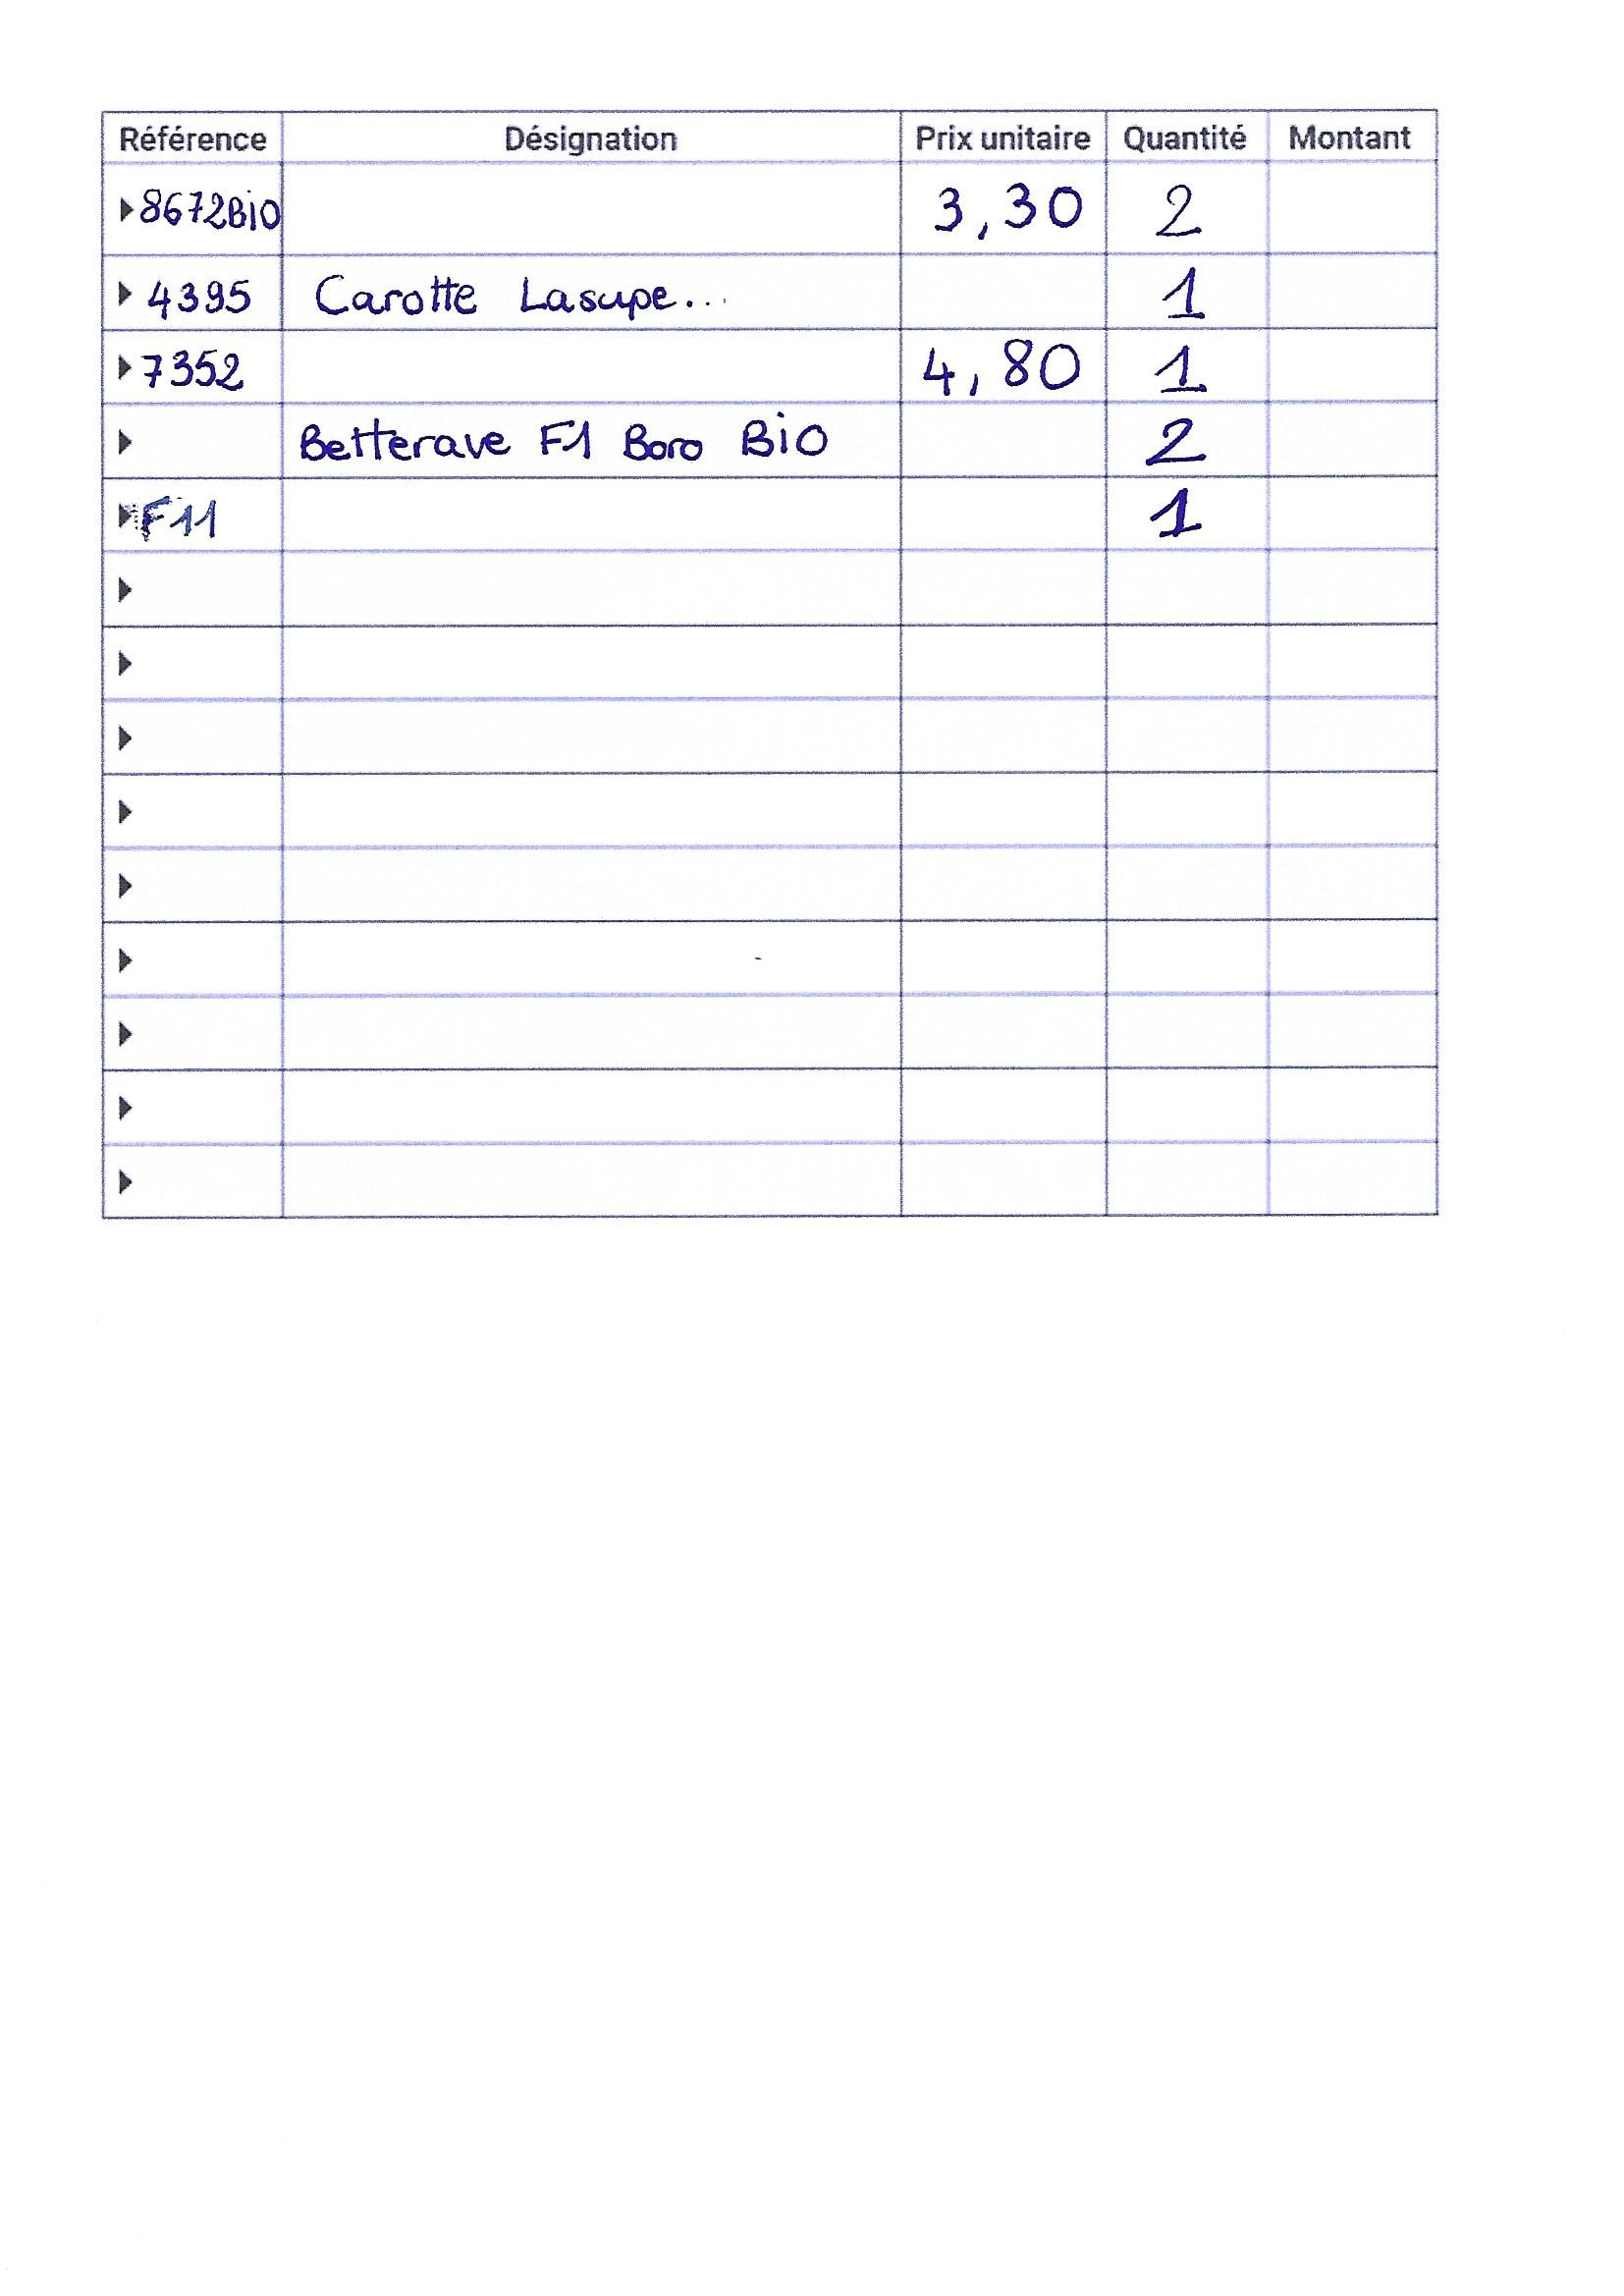 Référence Désignation Prix unitaire Quantité Montant
8672BiO 3,30 2
4395 Carotte Lasupe... 1
7352 4,80 1
Betterave F1 Boro BiO 2
F11 1